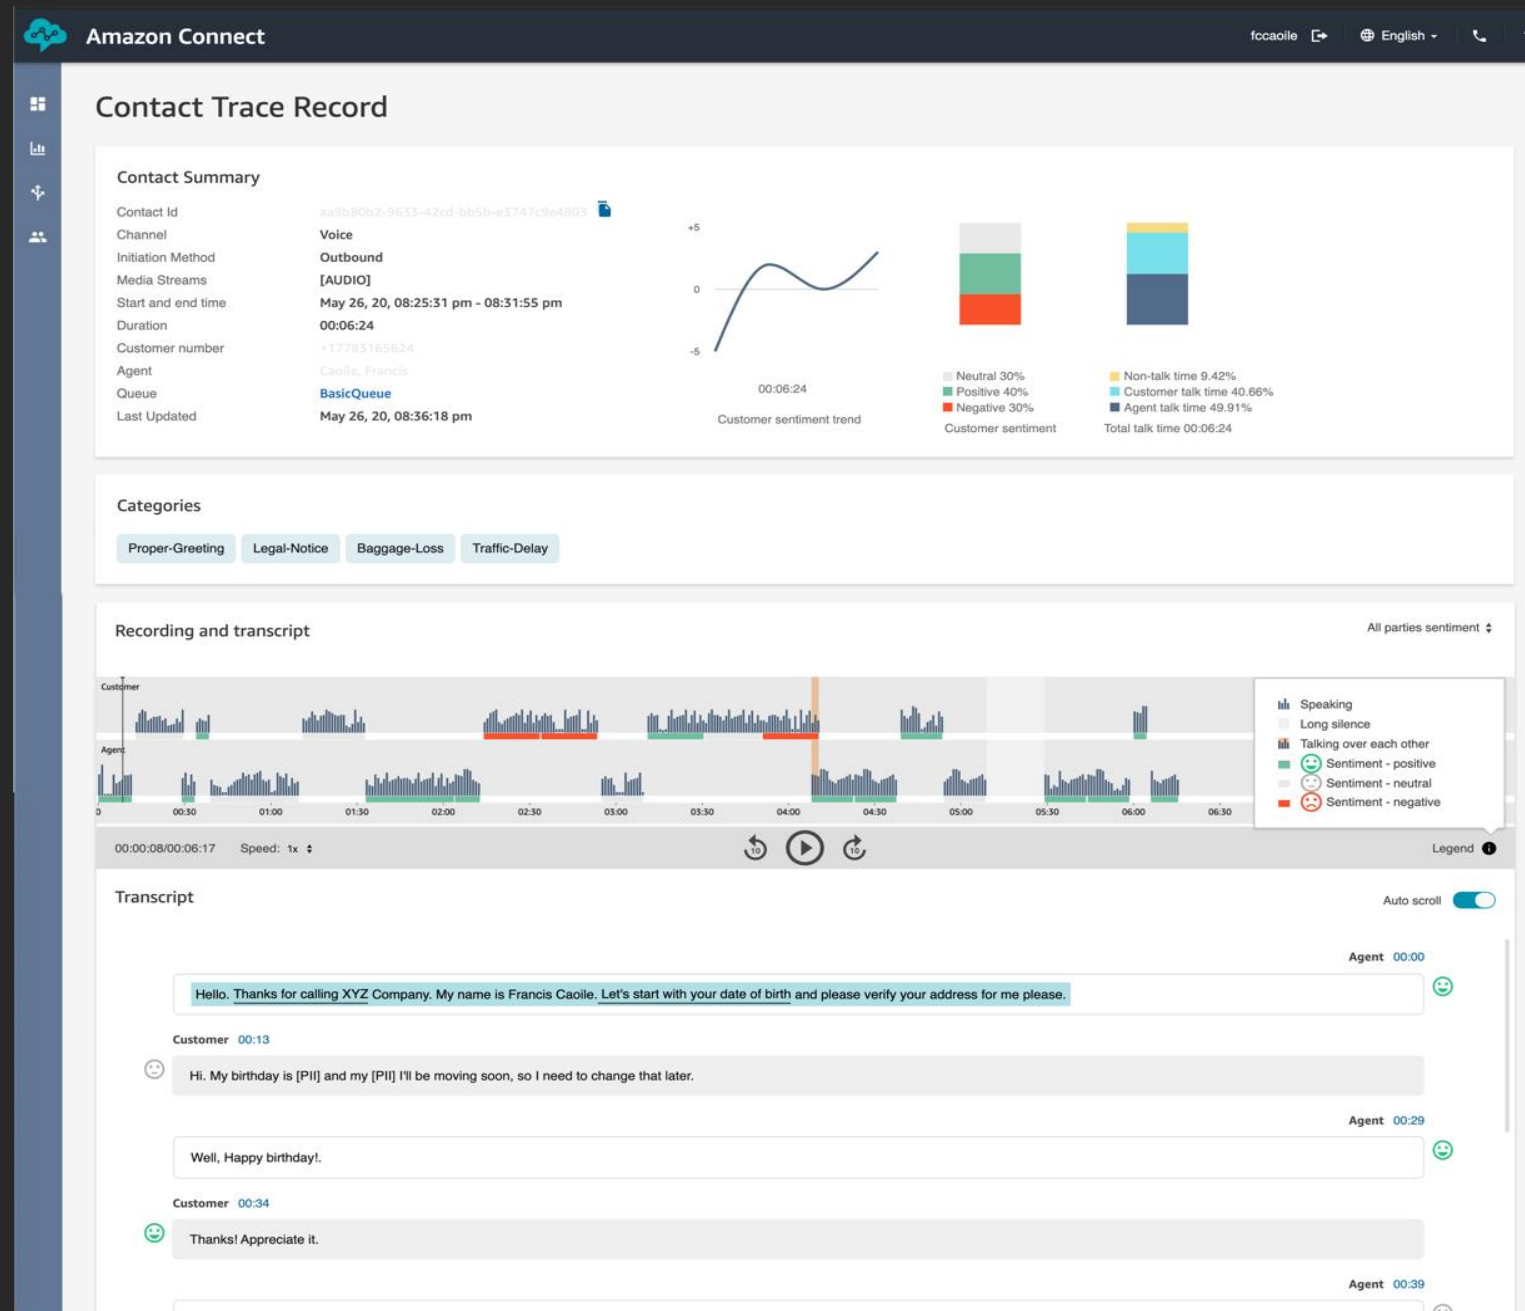 Amazon Connect
fccaoile
English
Contact Trace Record
Contact Summary
Contact Id aa9b80b2-9633-42cd-bb5b-e3747c9e4803
Channel Voice
Initiation Method Outbound
Media Streams [AUDIO]
Start and end time May 26, 20, 08:25:31 pm - 08:31:55 pm
Duration 00:06:24
Customer number +17783165624
Agent Caoile, Francis
Queue BasicQueue
Last Updated May 26, 20, 08:36:18 pm
+5
0
-5
00:06:24
Customer sentiment trend
Neutral 30%
Positive 40%
Negative 30%
Customer sentiment
Non-talk time 9.42%
Customer talk time 40.66%
Agent talk time 49.91%
Total talk time 00:06:24
Categories
Proper-Greeting Legal-Notice Baggage-Loss Traffic-Delay
Recording and transcript
All parties sentiment
Customer
Agent
0 00:30 01:00 01:30 02:00 02:30 03:00 03:30 04:00 04:30 05:00 05:30 06:00 06:30
Speaking
Long silence
Talking over each other
Sentiment - positive
Sentiment - neutral
Sentiment - negative
00:00:08/00:06:17 Speed: 1x
10
10
Legend
Transcript
Auto scroll
Agent 00:00
Hello. Thanks for calling XYZ Company. My name is Francis Caoile. Let's start with your date of birth and please verify your address for me please.
Customer 00:13
Hi. My birthday is [PII] and my [PII] I'll be moving soon, so I need to change that later.
Agent 00:29
Well, Happy birthday!.
Customer 00:34
Thanks! Appreciate it.
Agent 00:39